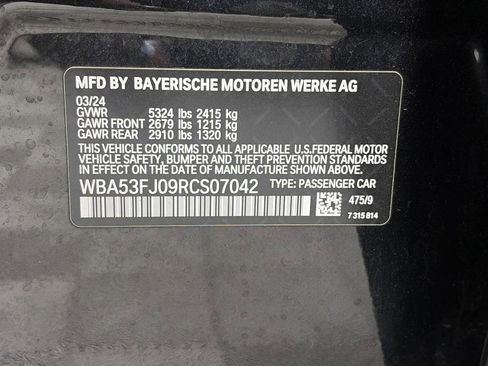 MFD BY BAYERISCHE MOTOREN WERKE AG
03/24
GVWR 5324 lbs 2415 kg
GAWR FRONT 2679 lbs 1215 kg
GAWR REAR 2910 lbs 1320 kg
THIS VEHICLE CONFORMS TO ALL APPLICABLE U.S.FEDERAL MOTOR
VEHICLE SAFETY, BUMPER AND THEFT PREVENTION STANDARDS
IN EFFECT ON THE DATE OF MANUFACTURE SHOWN ABOVE.
WBA53FJ09RCS07042 TYPE: PASSENGER CAR
475/9
7 315 814